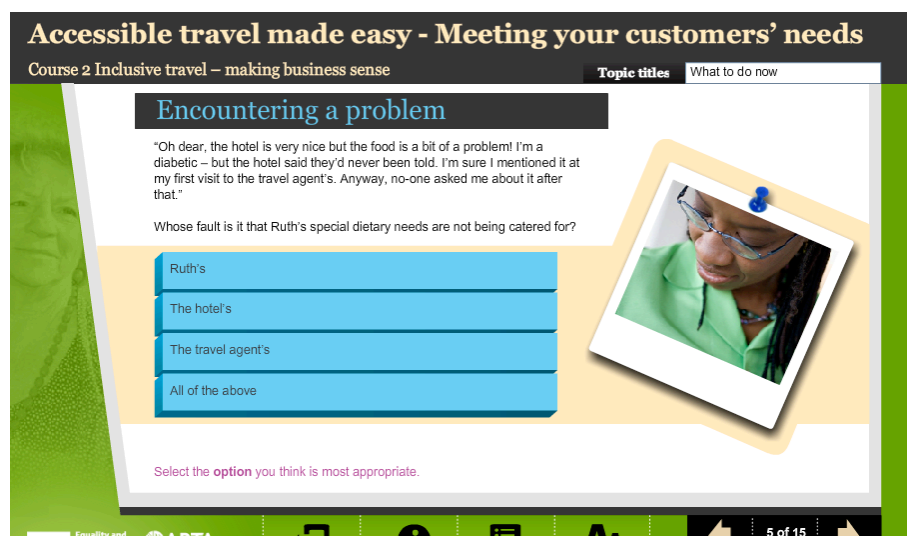 Accessible travel made easy - Meeting your customers’ needs
Course 2 Inclusive travel – making business sense
Topic titles
What to do now
Encountering a problem
“Oh dear, the hotel is very nice but the food is a bit of a problem! I’m a
diabetic – but the hotel said they’d never been told. I’m sure I mentioned it at
my first visit to the travel agent’s. Anyway, no-one asked me about it after
that.”
Whose fault is it that Ruth’s special dietary needs are not being catered for?
Ruth’s
The hotel’s
The travel agent’s
All of the above
Select the option you think is most appropriate.
Equality and
ABTA
5 of 15